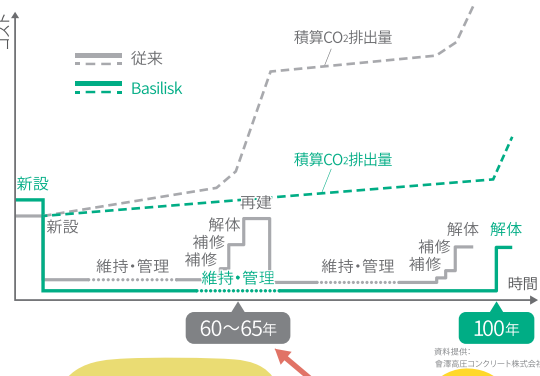 コスト
積算CO2排出量
従来
Basilisk
積算CO2排出量
新設
再建
新設
解体
補修
補修
維持・管理
維持・管理
解体
解体
補修
維持・管理
補修
時間
60〜65年
100年
資料提供：
會澤高圧コンクリート株式会社